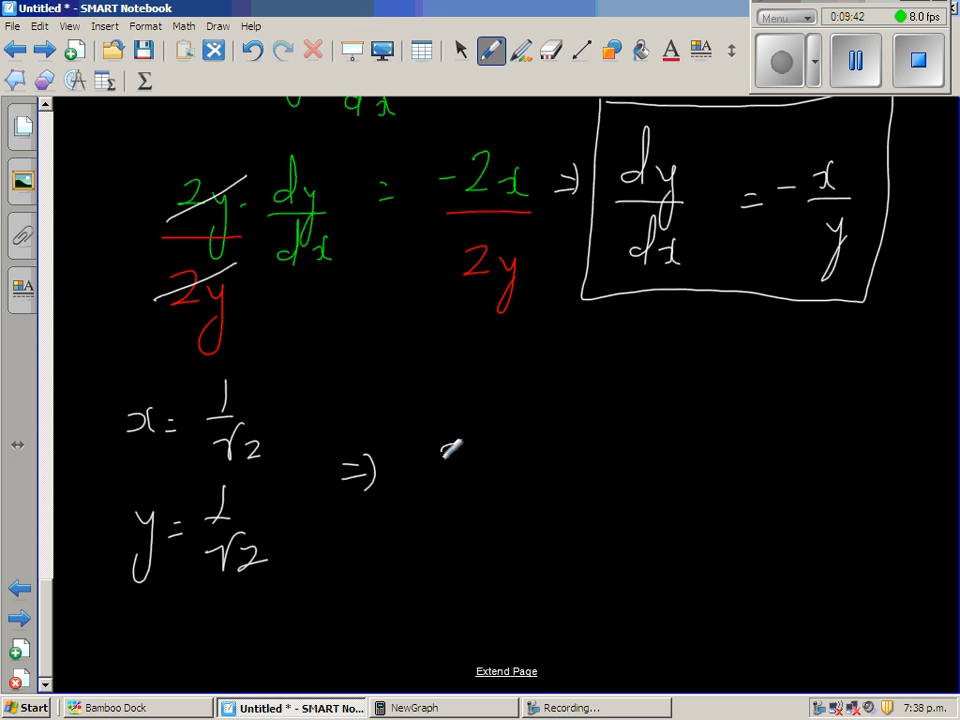 Untitled * - SMART Notebook
File Edit View Insert Format Math Draw Help
Menu 0:09:42 8.0 fps
dx
2y · dy/dx = -2x ⇒ dy/dx = - x/y
2y 2y
x = 1/√2
⇒
y = 1/√2
Extend Page
Start Bamboo Dock Untitled * - SMART No... NewGraph Recording... 7:38 p.m.